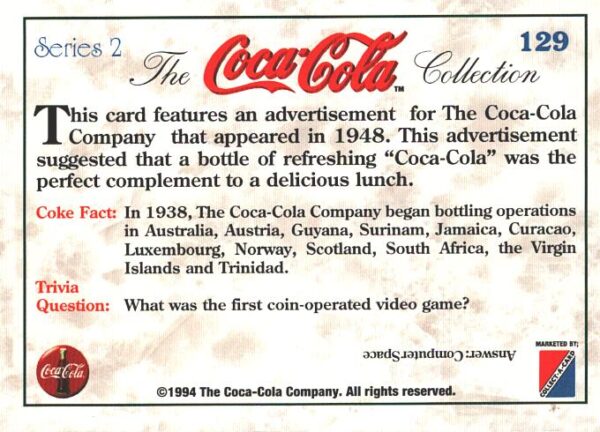 Series 2
129
The Coca-Cola™ Collection
This card features an advertisement for The Coca-Cola
Company that appeared in 1948. This advertisement
suggested that a bottle of refreshing “Coca-Cola” was the
perfect complement to a delicious lunch.
Coke Fact: In 1938, The Coca-Cola Company began bottling operations
in Australia, Austria, Guyana, Surinam, Jamaica, Curacao,
Luxembourg, Norway, Scotland, South Africa, the Virgin
Islands and Trinidad.
Trivia
Question: What was the first coin-operated video game?
Answer: Computer Space
MARKETED BY;
COLLECT-A-CARD
Coca-Cola
©1994 The Coca-Cola Company. All rights reserved.